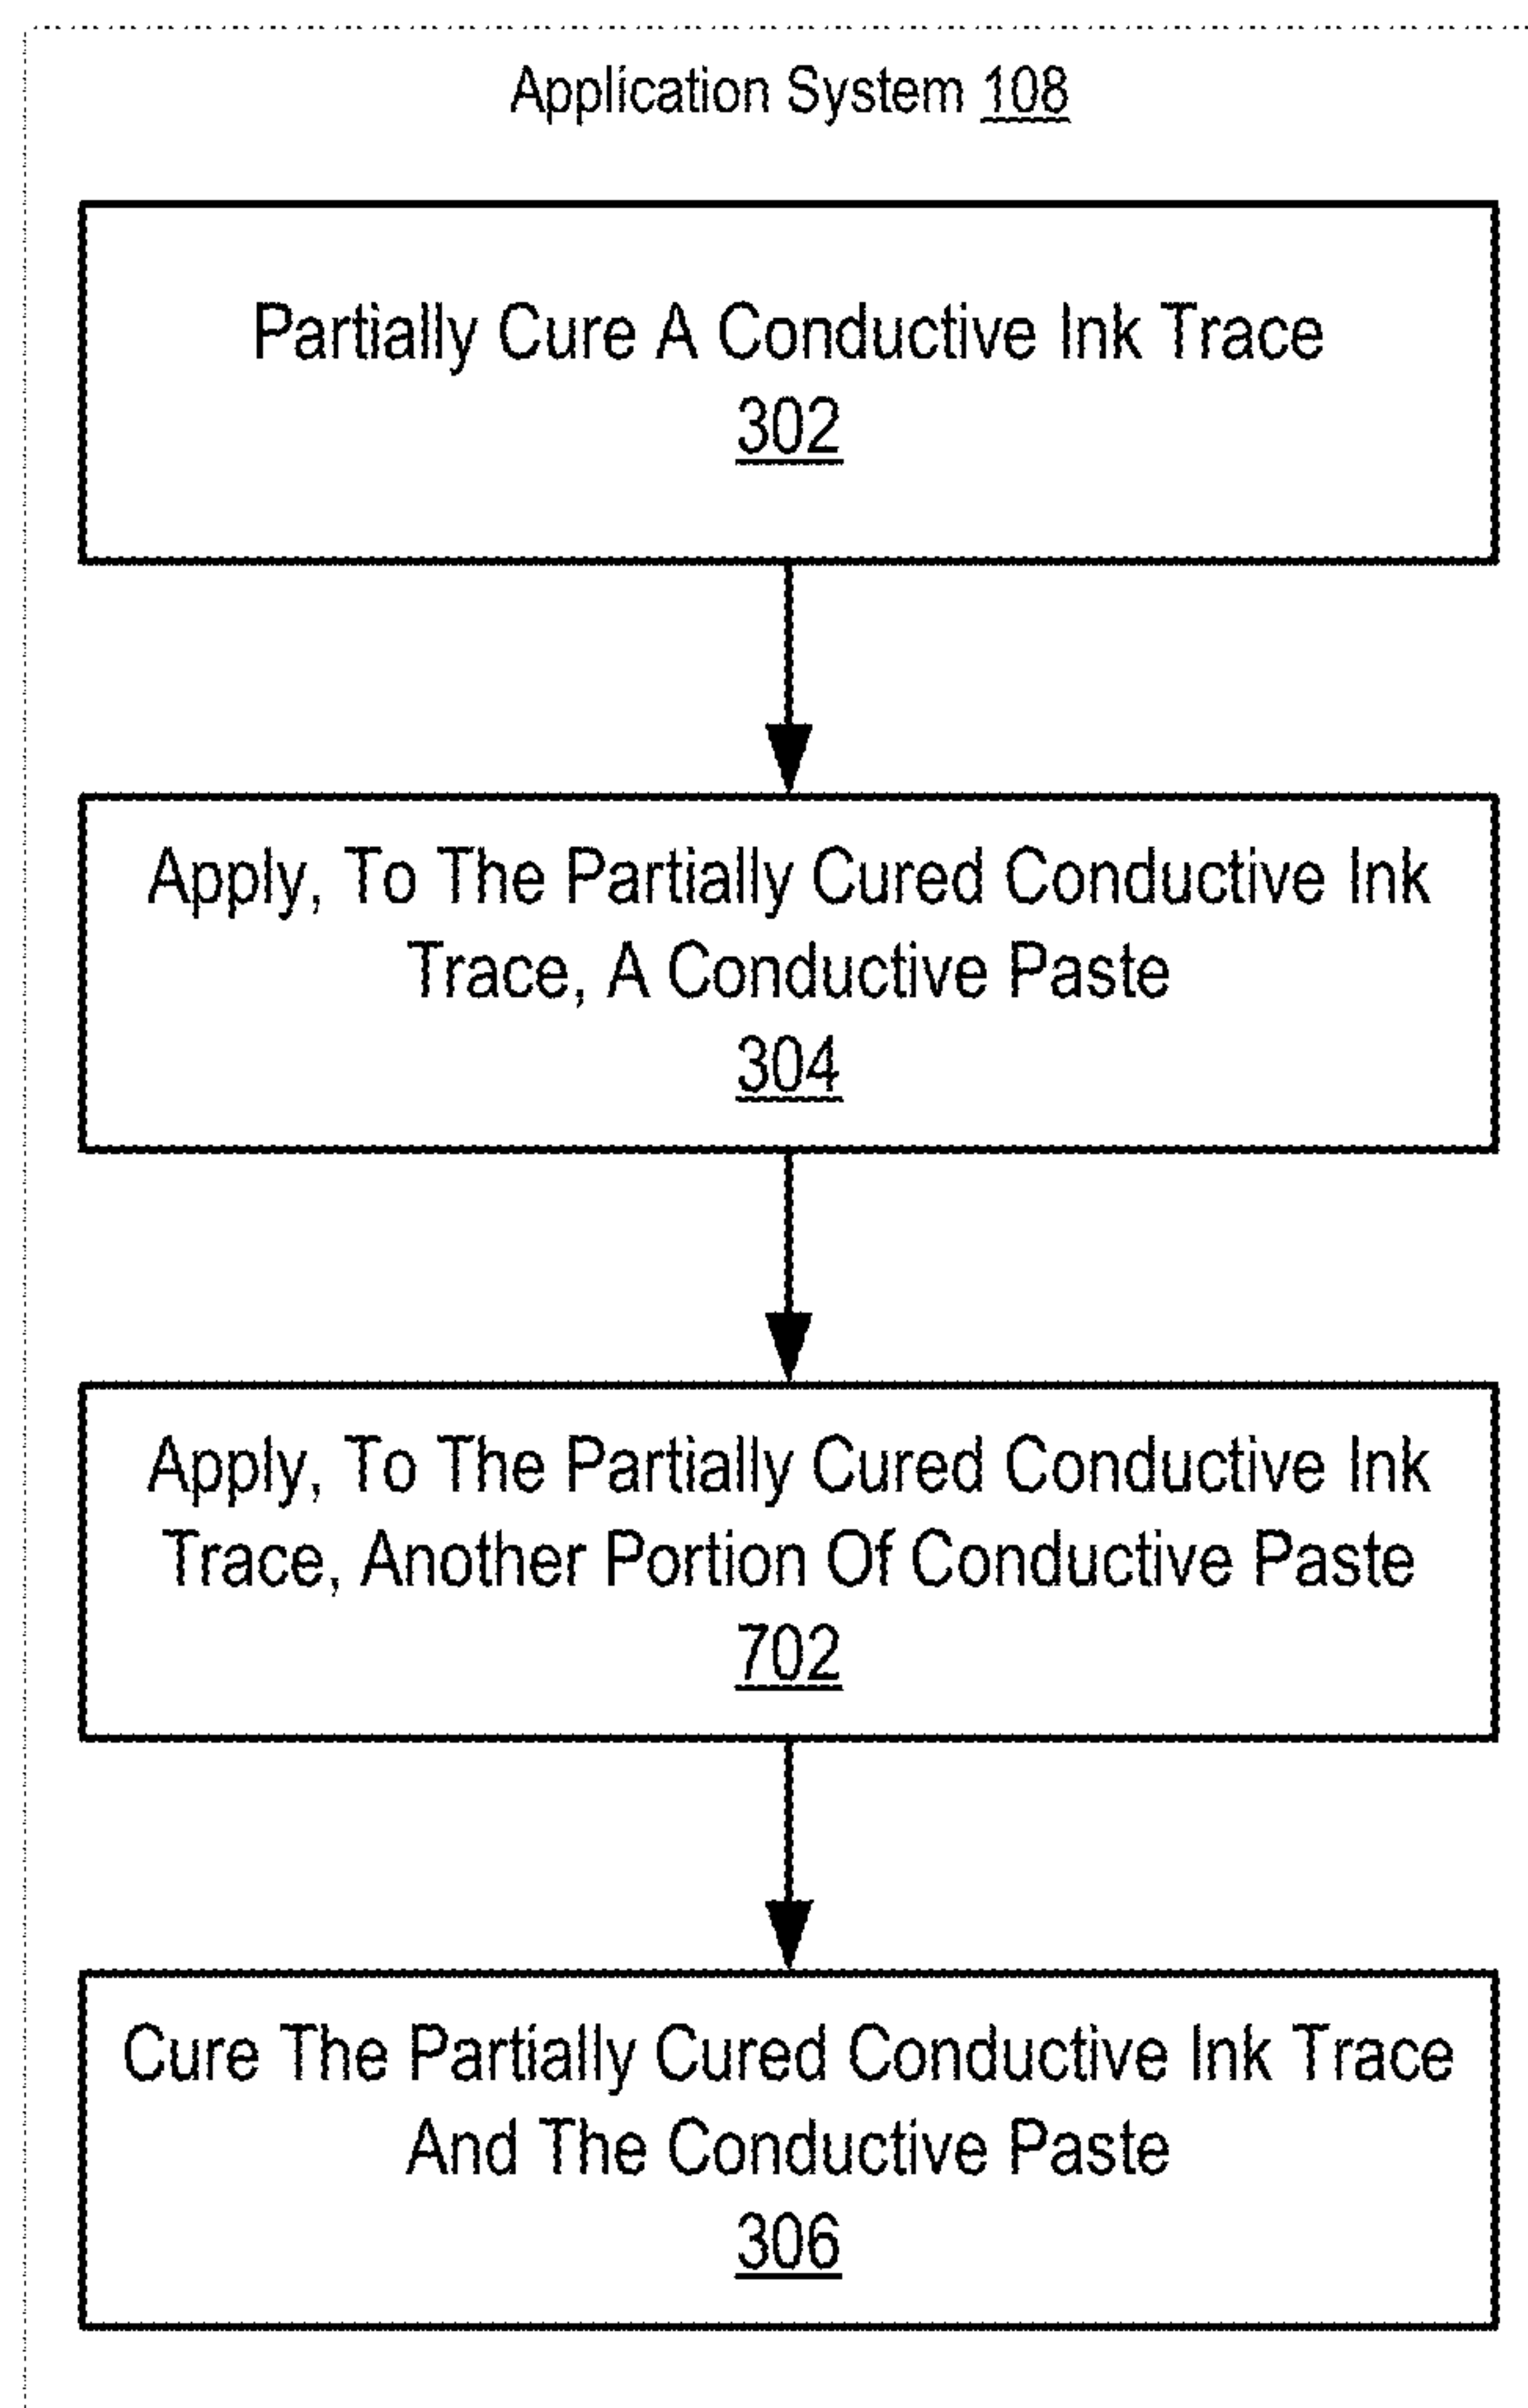 Application System 108
Partially Cure A Conductive Ink Trace
302
Apply, To The Partially Cured Conductive Ink
Trace, A Conductive Paste
304
Apply, To The Partially Cured Conductive Ink
Trace, Another Portion Of Conductive Paste
702
Cure The Partially Cured Conductive Ink Trace
And The Conductive Paste
306